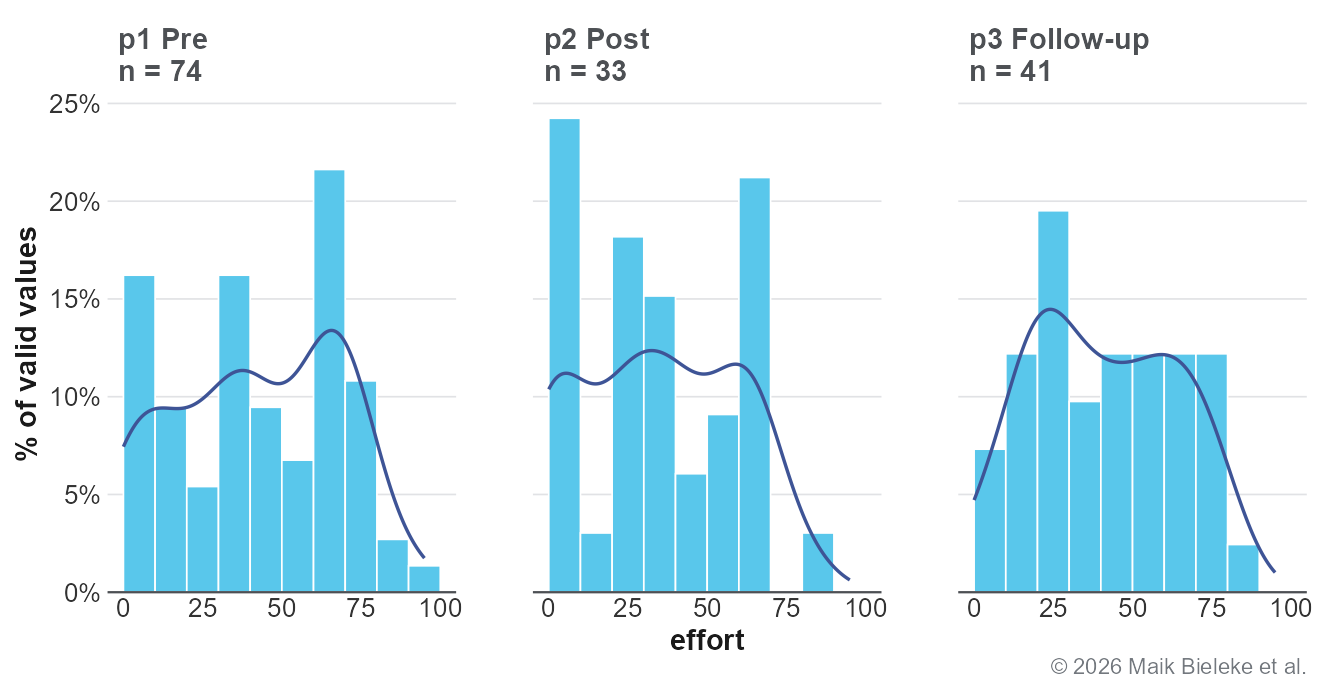 p1 Pre
n = 74
p2 Post
n = 33
p3 Follow-up
n = 41
% of valid values
25%
20%
15%
10%
5%
0%
0 25 50 75 100
0 25 50 75 100
0 25 50 75 100
effort
© 2026 Maik Bieleke et al.